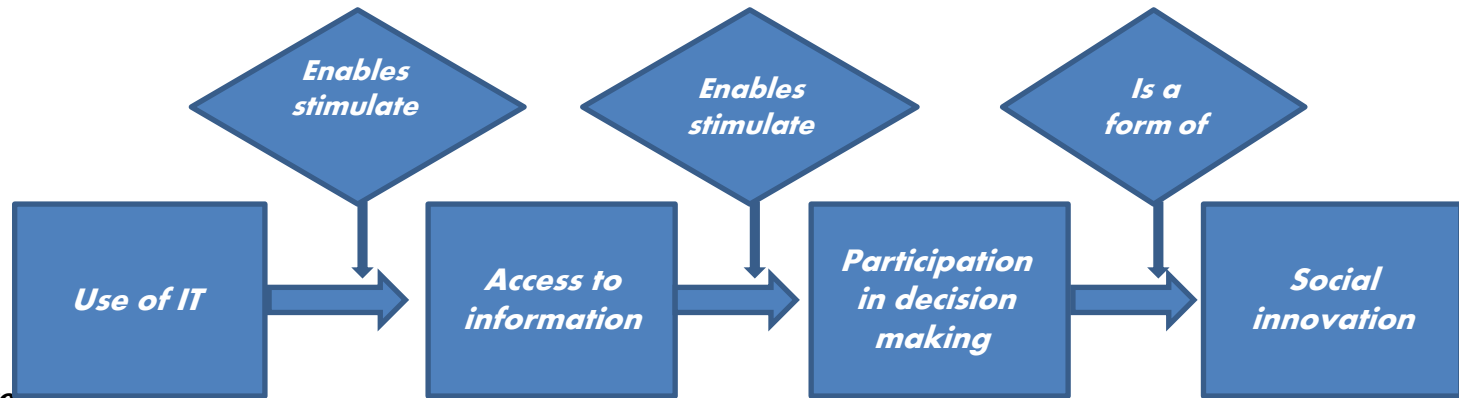 Enables
stimulate
Enables
stimulate
Is a
form of
Use of IT
Access to
information
Participation
in decision
making
Social
innovation